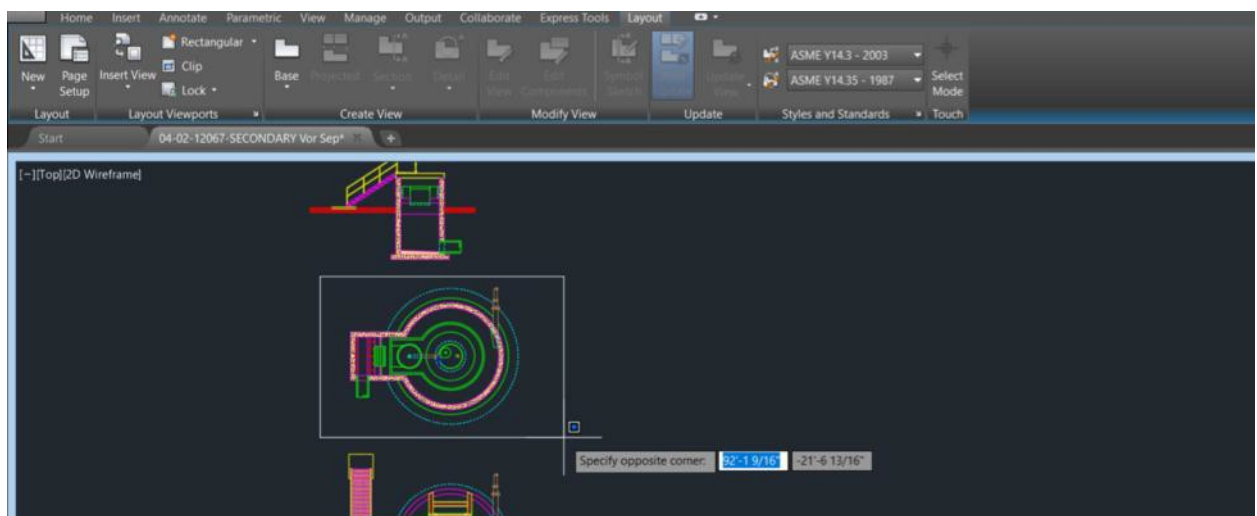 Home Insert Annotate Parametric View Manage Output Collaborate Express Tools Layout
Rectangular
Clip
Lock
New
Page Setup
Insert View
Base
Projected
Section
Detail
Edit View
Edit Components
Symbol Sketch
Update View
ASME Y14.3 - 2003
ASME Y14.35 - 1987
Select Mode
Layout Layout Viewports Create View Modify View Update Styles and Standards Touch
Start 04-02-12067-SECONDARY Vor Sep*
[−][Top][2D Wireframe]
Specify opposite corner: 92'-1 9/16" -21'-6 13/16"